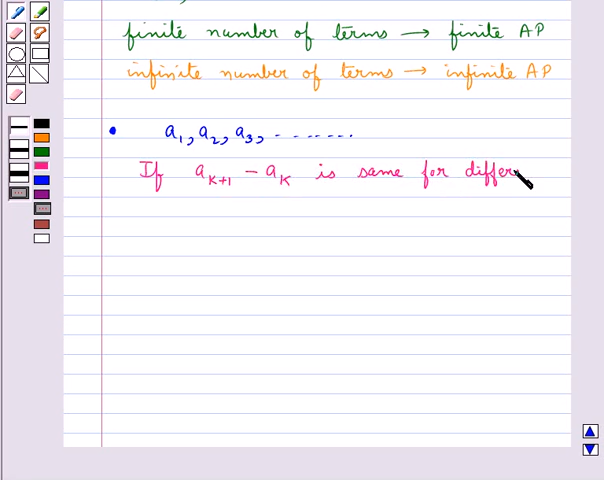 finite number of terms → finite AP
infinite number of terms → infinite AP
• a₁, a₂, a₃, - - - - - - -.
If aₖ₊₁ - aₖ is same for differ